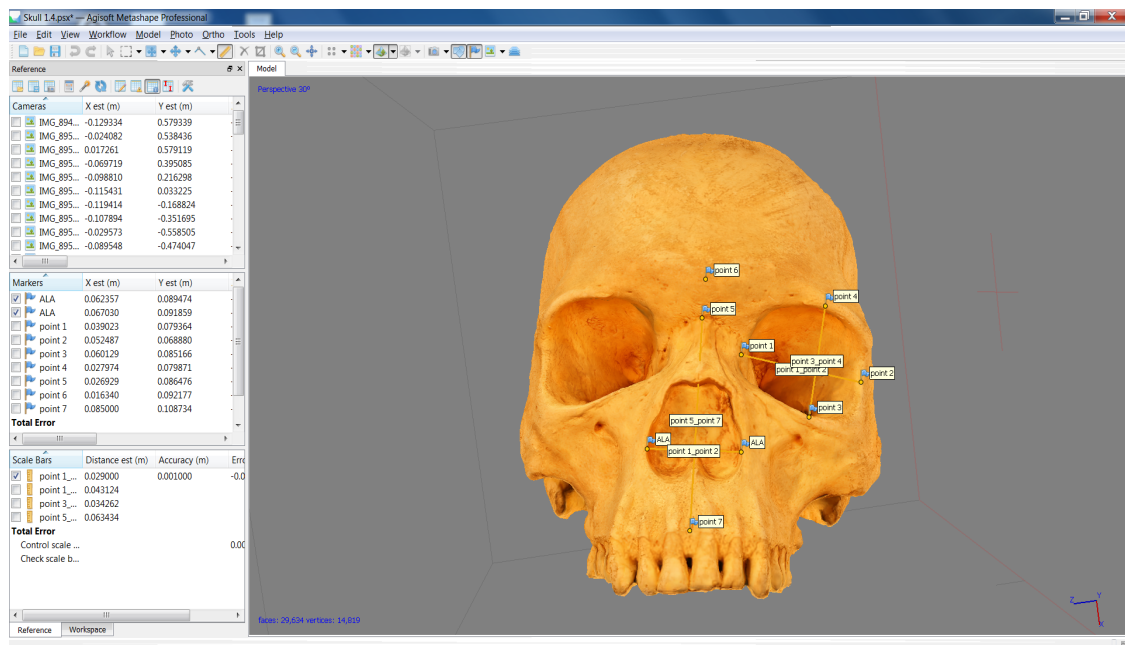 Skull 1.4.psx* — Agisoft Metashape Professional
File Edit View Workflow Model Photo Ortho Tools Help
Reference
Model
Perspective 30°
Cameras X est (m) Y est (m)
IMG_894... -0.129334 0.579339
IMG_895... -0.024082 0.538436
IMG_895... 0.017261 0.579119
IMG_895... -0.069719 0.395085
IMG_895... -0.098810 0.216298
IMG_895... -0.115431 0.033225
IMG_895... -0.119414 -0.168824
IMG_895... -0.107894 -0.351695
IMG_895... -0.029573 -0.558505
IMG_895... -0.089548 -0.474047
Markers X est (m) Y est (m)
ALA 0.062357 0.089474
ALA 0.067030 0.091859
point 1 0.039023 0.079364
point 2 0.052487 0.068880
point 3 0.060129 0.085166
point 4 0.027974 0.079871
point 5 0.026929 0.086476
point 6 0.016340 0.092177
point 7 0.085000 0.108734
Total Error
Scale Bars Distance est (m) Accuracy (m) Erro
point 1_... 0.029000 0.001000 -0.0
point 1_... 0.043124
point 3_... 0.034262
point 5_... 0.063434
Total Error
Control scale ... 0.00
Check scale b...
Reference Workspace
point 6
point 4
point 5
point 1
point 3_point 4
point 1_point 2
point 2
point 3
point 5_point 7
ALA
ALA
point 1_point 2
point 7
faces: 29,634 vertices: 14,819
Z
Y
X